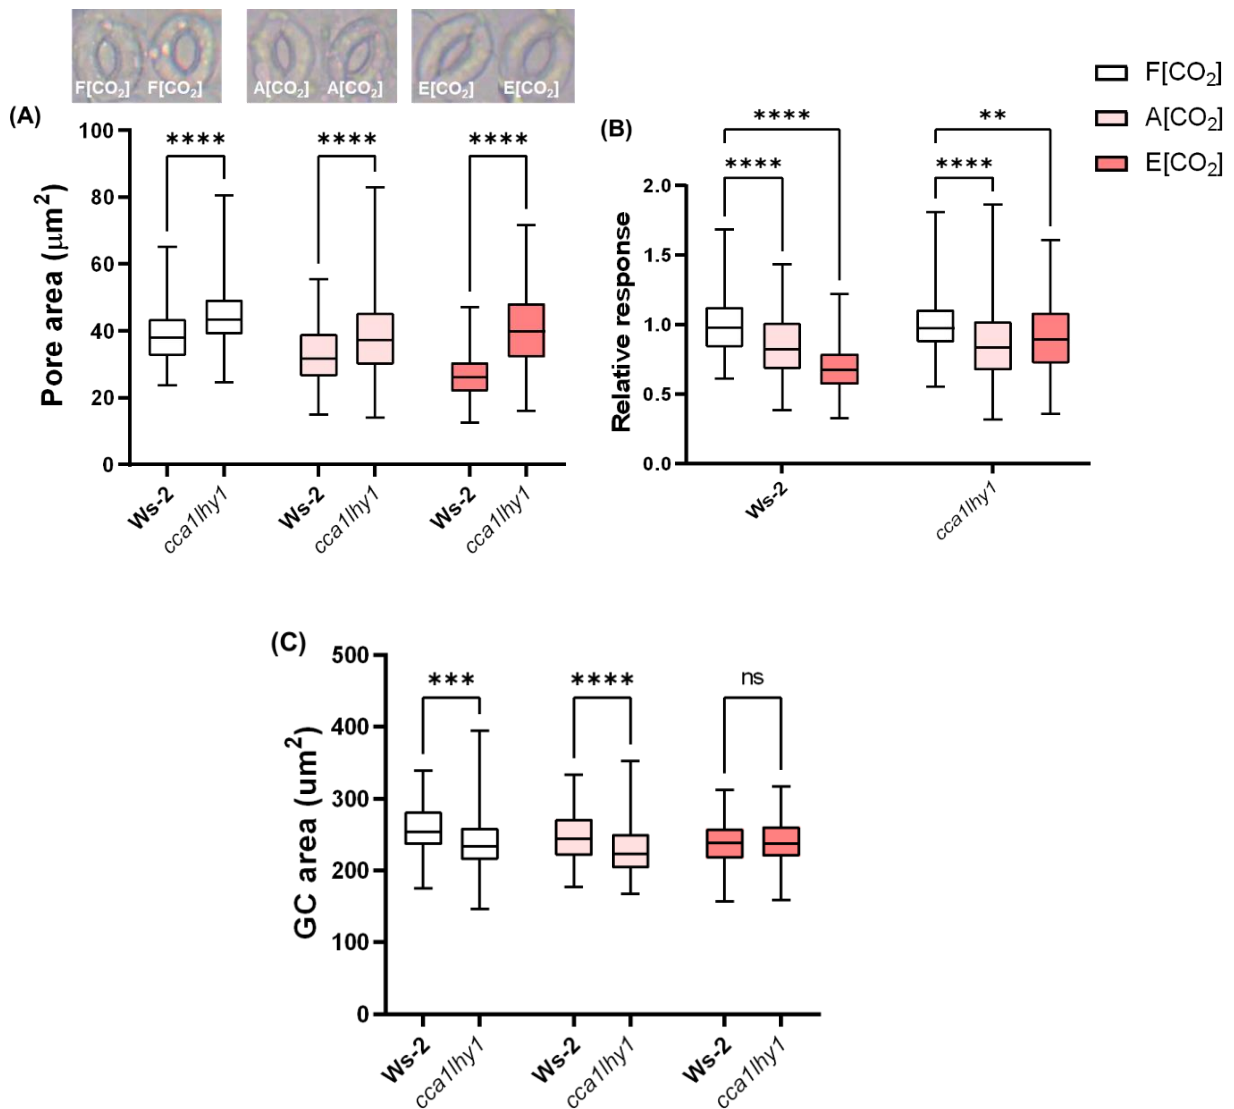 F[CO2] F[CO2] A[CO2] A[CO2] E[CO2] E[CO2]
F[CO2]
A[CO2]
E[CO2]
(A)
**** **** ****
100
80
60
40
20
0
Pore area (μm2)
Ws-2 cca1lhy1 Ws-2 cca1lhy1 Ws-2 cca1lhy1
(B)
**** **
**** ****
2.0
1.5
1.0
0.5
0.0
Relative response
Ws-2 cca1lhy1
(C)
*** **** ns
500
400
300
200
100
0
GC area (um2)
Ws-2 cca1lhy1 Ws-2 cca1lhy1 Ws-2 cca1lhy1